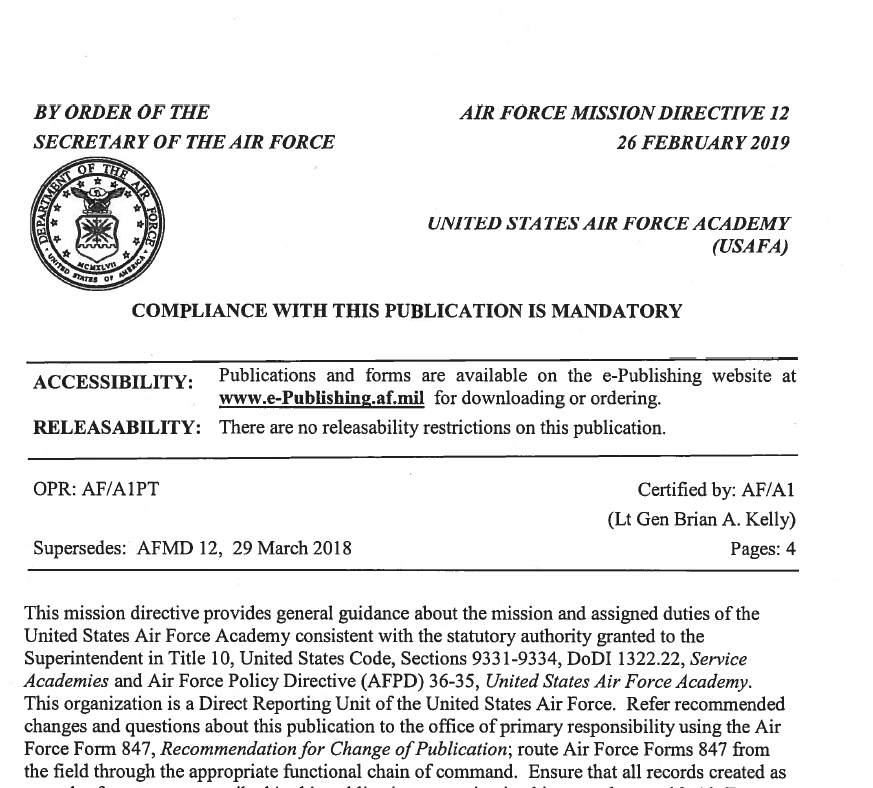 BY ORDER OF THE
SECRETARY OF THE AIR FORCE
AIR FORCE MISSION DIRECTIVE 12
26 FEBRUARY 2019
DEPARTMENT OF THE AIR FORCE
MCMXLVII
UNITED STATES OF AMERICA
UNITED STATES AIR FORCE ACADEMY
(USAFA)
COMPLIANCE WITH THIS PUBLICATION IS MANDATORY
ACCESSIBILITY: Publications and forms are available on the e-Publishing website at
www.e-Publishing.af.mil for downloading or ordering.
RELEASABILITY: There are no releasability restrictions on this publication.
OPR: AF/A1PT
Certified by: AF/A1
(Lt Gen Brian A. Kelly)
Supersedes: AFMD 12, 29 March 2018
Pages: 4
This mission directive provides general guidance about the mission and assigned duties of the
United States Air Force Academy consistent with the statutory authority granted to the
Superintendent in Title 10, United States Code, Sections 9331-9334, DoDI 1322.22, Service
Academies and Air Force Policy Directive (AFPD) 36-35, United States Air Force Academy.
This organization is a Direct Reporting Unit of the United States Air Force. Refer recommended
changes and questions about this publication to the office of primary responsibility using the Air
Force Form 847, Recommendation for Change of Publication; route Air Force Forms 847 from
the field through the appropriate functional chain of command. Ensure that all records created as